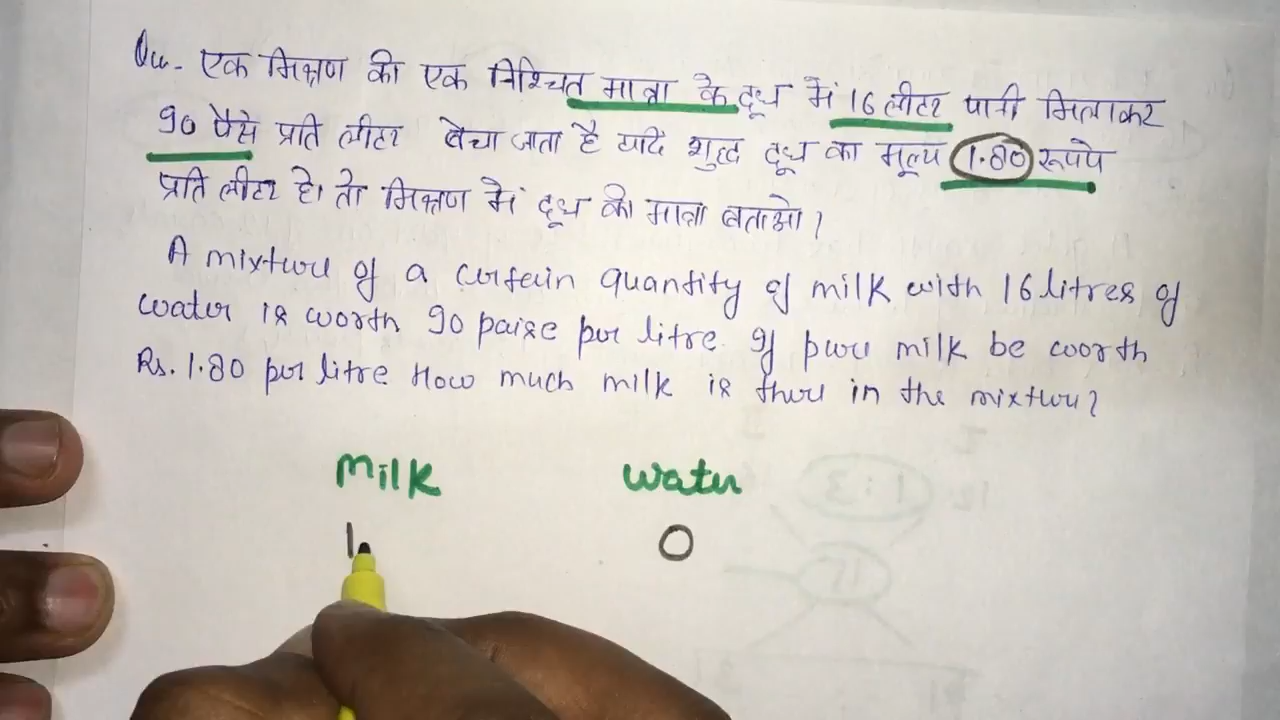 Qu. एक मिश्रण की एक निश्चित मात्रा के दूध में 16 लीटर पानी मिलाकर
90 पैसे प्रति लीटर बेचा जाता है यदि शुद्ध दूध का मूल्य 1.80 रूपये
प्रति लीटर है। तो मिश्रण में दूध की मात्रा बताओ?
A mixture of a certain quantity of milk with 16 litres of
water is worth 90 paise per litre. If pure milk be worth
Rs. 1.80 per litre How much milk is there in the mixture?
Milk water
1 0